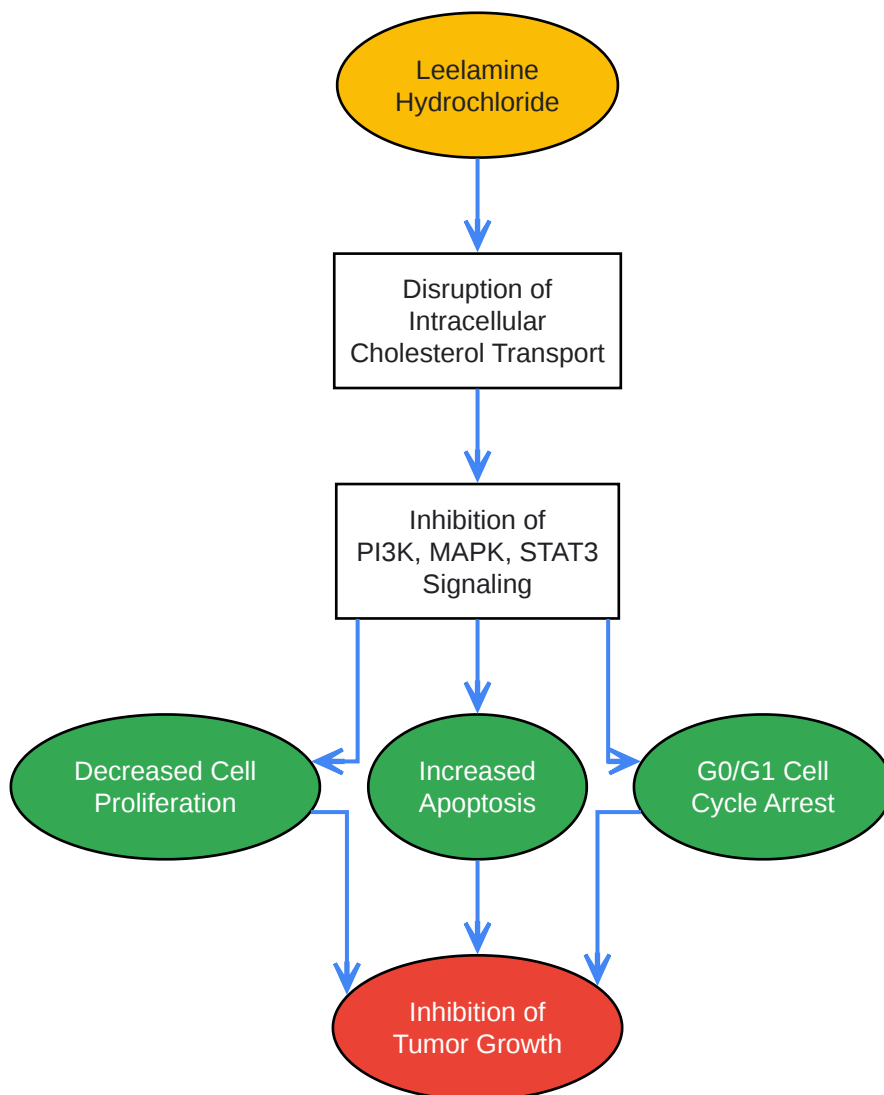 Leelamine
Hydrochloride
Disruption of
Intracellular
Cholesterol Transport
Inhibition of
PI3K, MAPK, STAT3
Signaling
Decreased Cell
Proliferation
Increased
Apoptosis
G0/G1 Cell
Cycle Arrest
Inhibition of
Tumor Growth